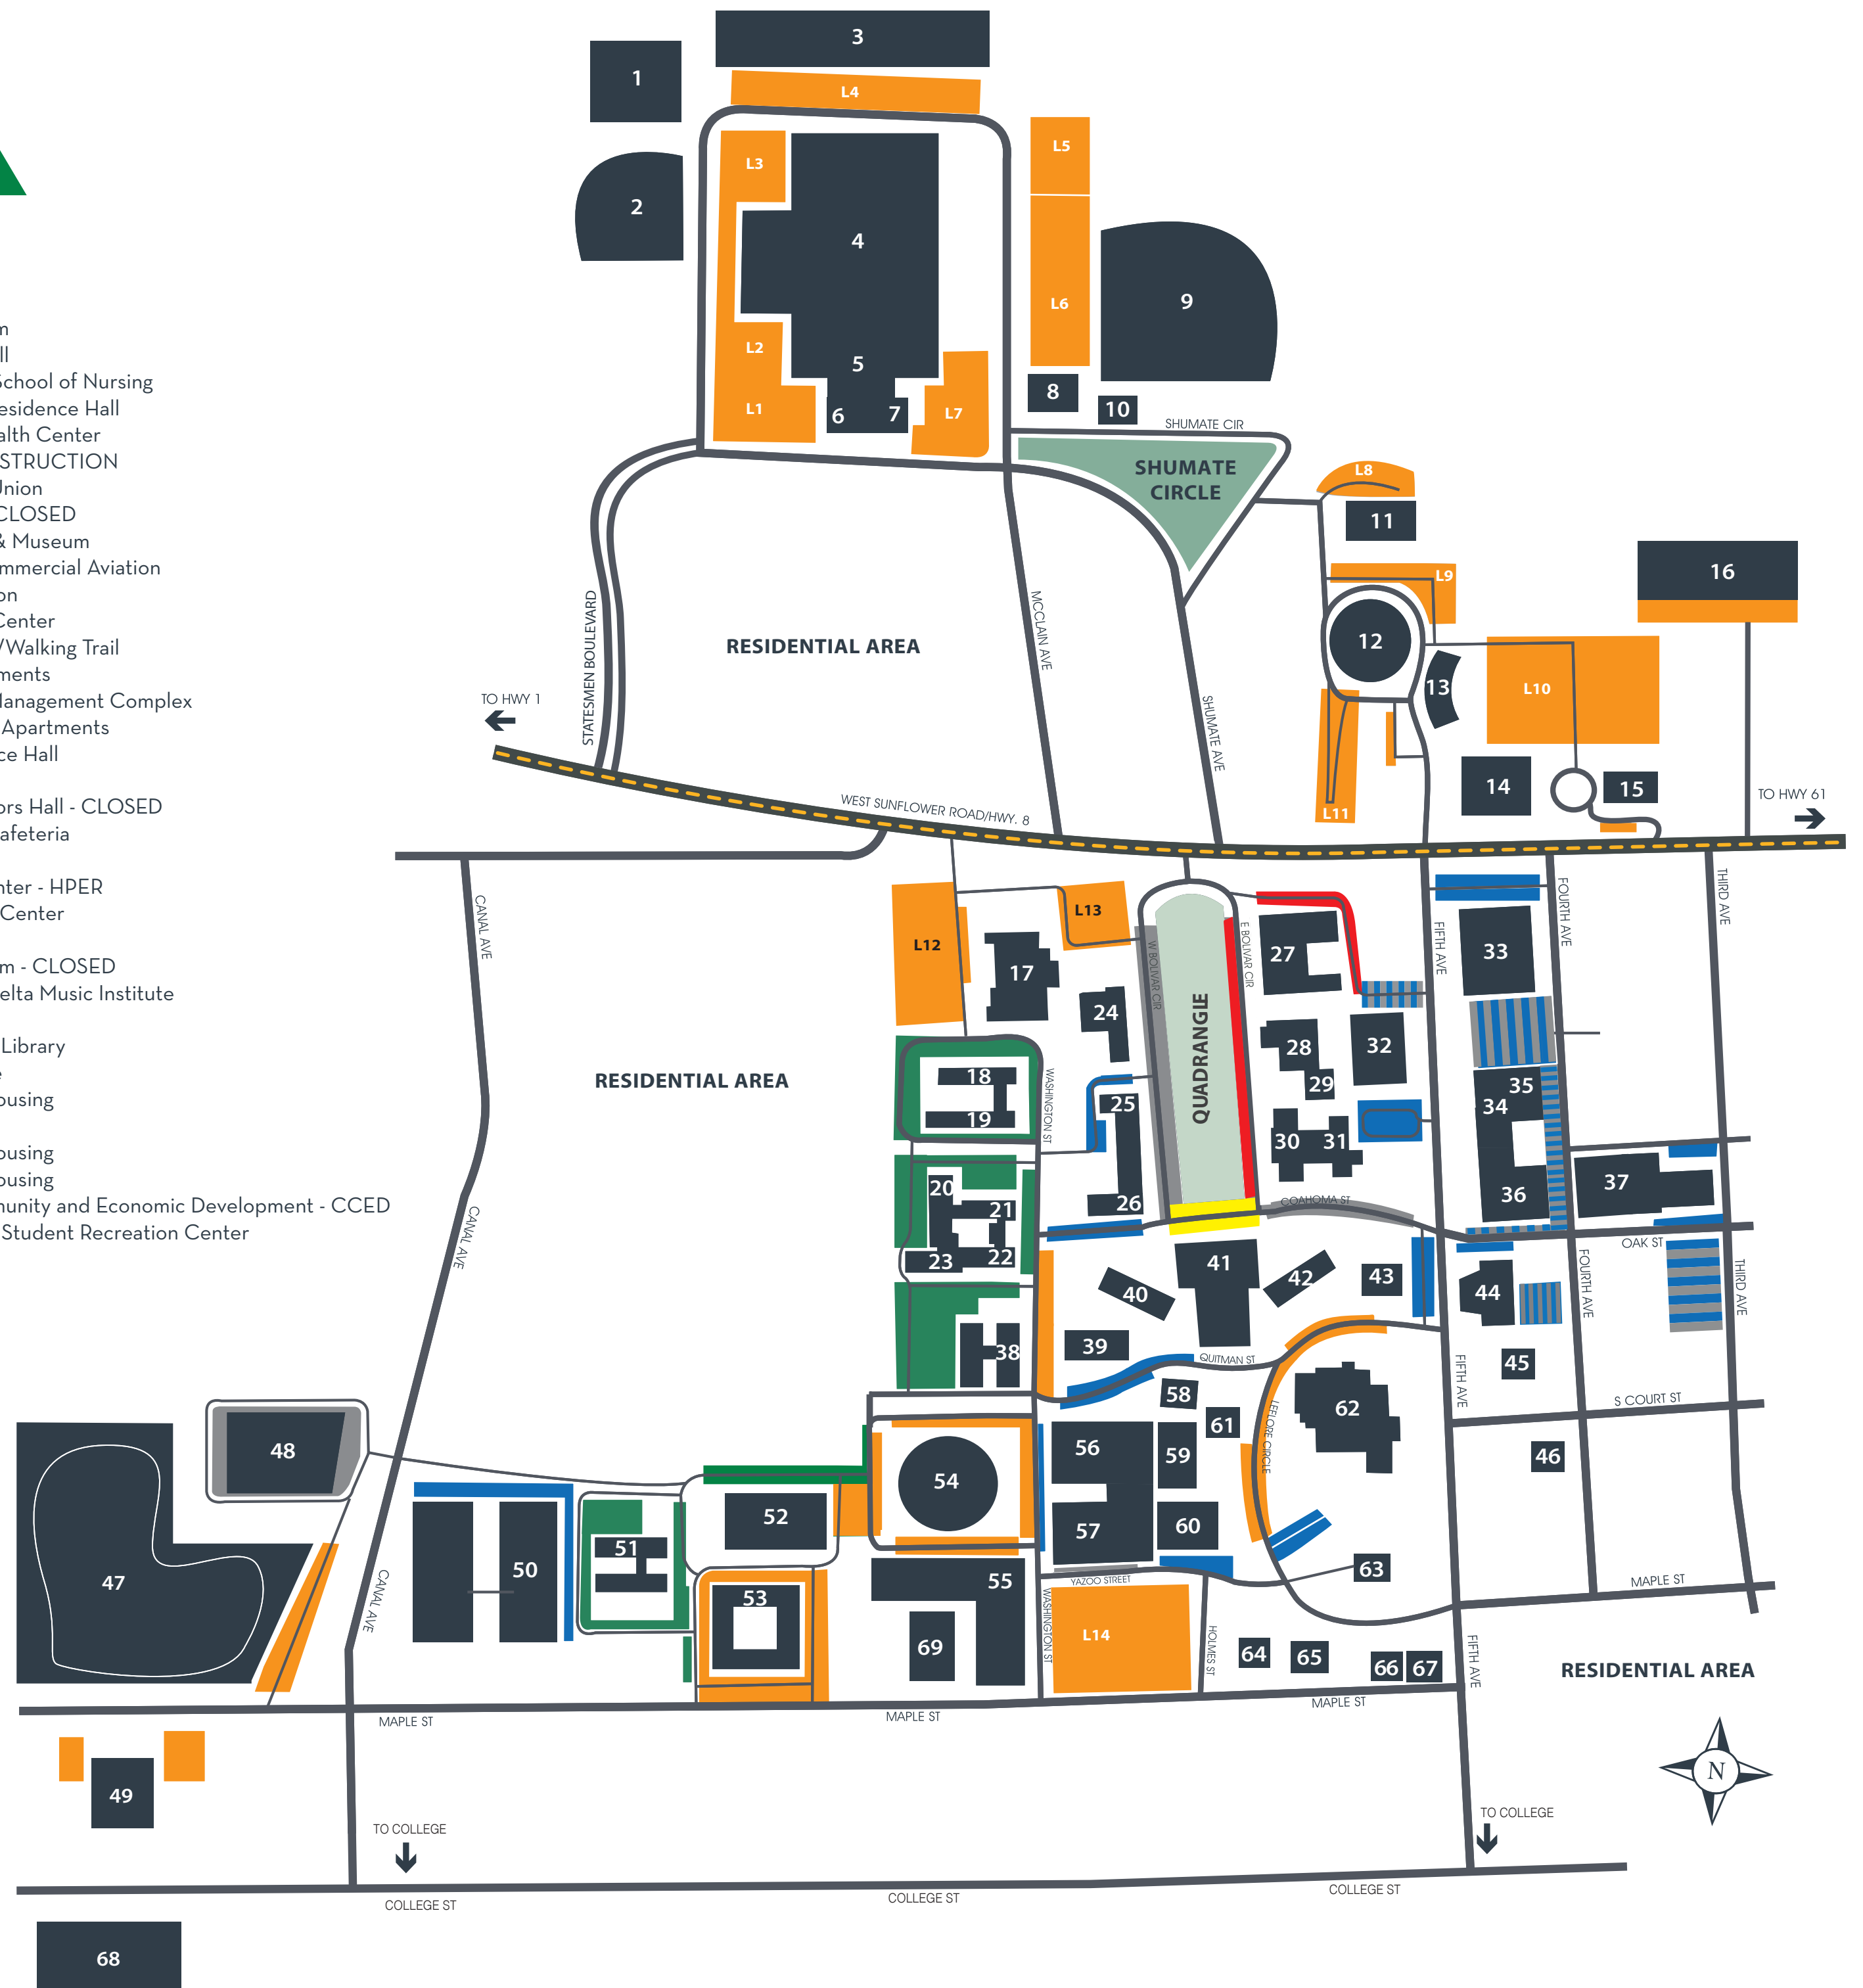 m
ll
School of Nursing
esidence Hall
alth Center
STRUCTION
Union
CLOSED
& Museum
mmercial Aviation
on
Center
/Walking Trail
ments
Management Complex
Apartments
ce Hall
ors Hall - CLOSED
afeteria
nter - HPER
Center
m - CLOSED
elta Music Institute
Library
e
ousing
ousing
ousing
munity and Economic Development - CCED
Student Recreation Center
3
1
L4
L5
L3
2
4
L6
9
L2
5
8
L1
6
7
L7
10
SHUMATE CIR
SHUMATE
CIRCLE
L8
11
16
L9
12
13
L10
STATESMEN BOULEVARD
RESIDENTIAL AREA
MCCLAIN AVE
SHUMATE AVE
TO HWY 1
14
15
TO HWY 61
L11
WEST SUNFLOWER ROAD/HWY. 8
CANAL AVE
L12
L13
17
24
W BOLIVAR CIR
QUADRANGLE
E BOLIVAR CIR
27
FIFTH AVE
33
FOURTH AVE
THIRD AVE
28
29
32
RESIDENTIAL AREA
18
19
WASHINGTON ST
25
26
30
31
35
34
36
37
20
21
22
23
COAHOMA ST
OAK ST
CANAL AVE
41
40
42
43
44
FOURTH AVE
THIRD AVE
38
39
QUITMAN ST
45
FIFTH AVE
S COURT ST
58
61
62
LEFLORE CIRCLE
48
56
59
46
54
52
57
60
47
50
51
55
53
63
YAZOO STREET
MAPLE ST
CANAL AVE
69
WASHINGTON ST
L14
HOLMES ST
64
65
66
67
FIFTH AVE
RESIDENTIAL AREA
MAPLE ST
MAPLE ST
MAPLE ST
49
N
TO COLLEGE
TO COLLEGE
COLLEGE ST
COLLEGE ST
COLLEGE ST
68